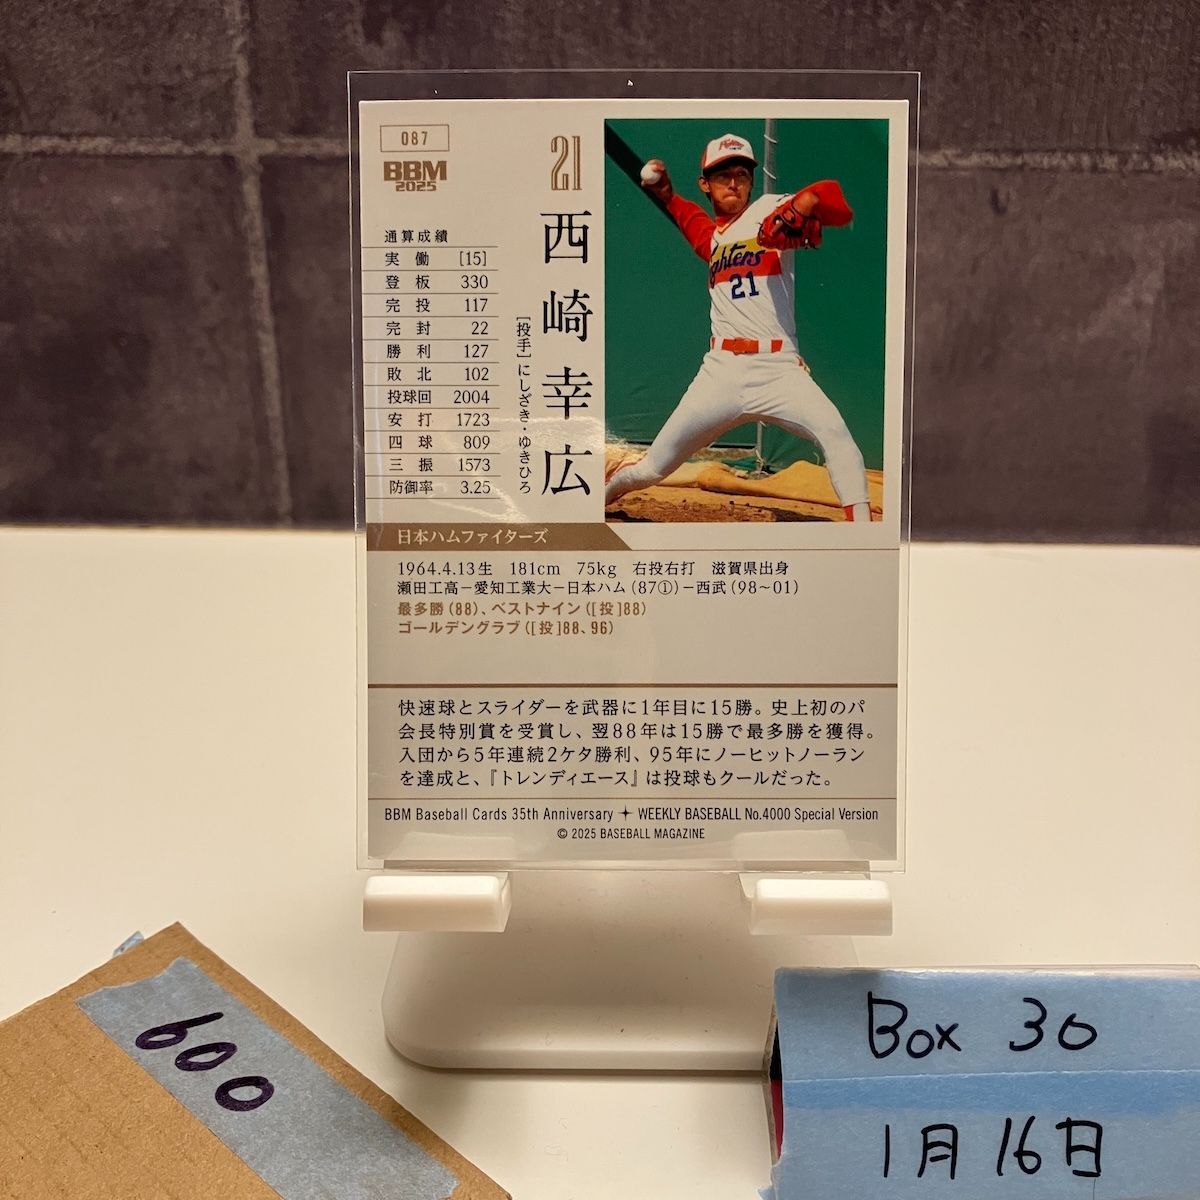 087
BBM
2025
通算成績
実働 [15]
登板 330
完投 117
完封 22
勝利 127
敗北 102
投球回 2004
安打 1723
四球 809
三振 1573
防御率 3.25
21
西崎幸広
[投手]にしざき・ゆきひろ
Fighters
Fighters
21
日本ハムファイターズ
1964.4.13生 181cm 75kg 右投右打 滋賀県出身
瀬田工高−愛知工業大−日本ハム(87①)−西武(98〜01)
最多勝(88)、ベストナイン([投]88)
ゴールデングラブ([投]88、96)
快速球とスライダーを武器に1年目に15勝。史上初のパ
会長特別賞を受賞し、翌88年は15勝で最多勝を獲得。
入団から5年連続2ケタ勝利、95年にノーヒットノーラン
を達成と、『トレンディエース』は投球もクールだった。
BBM Baseball Cards 35th Anniversary ✦ WEEKLY BASEBALL No.4000 Special Version
© 2025 BASEBALL MAGAZINE
600
Box 30
1月16日